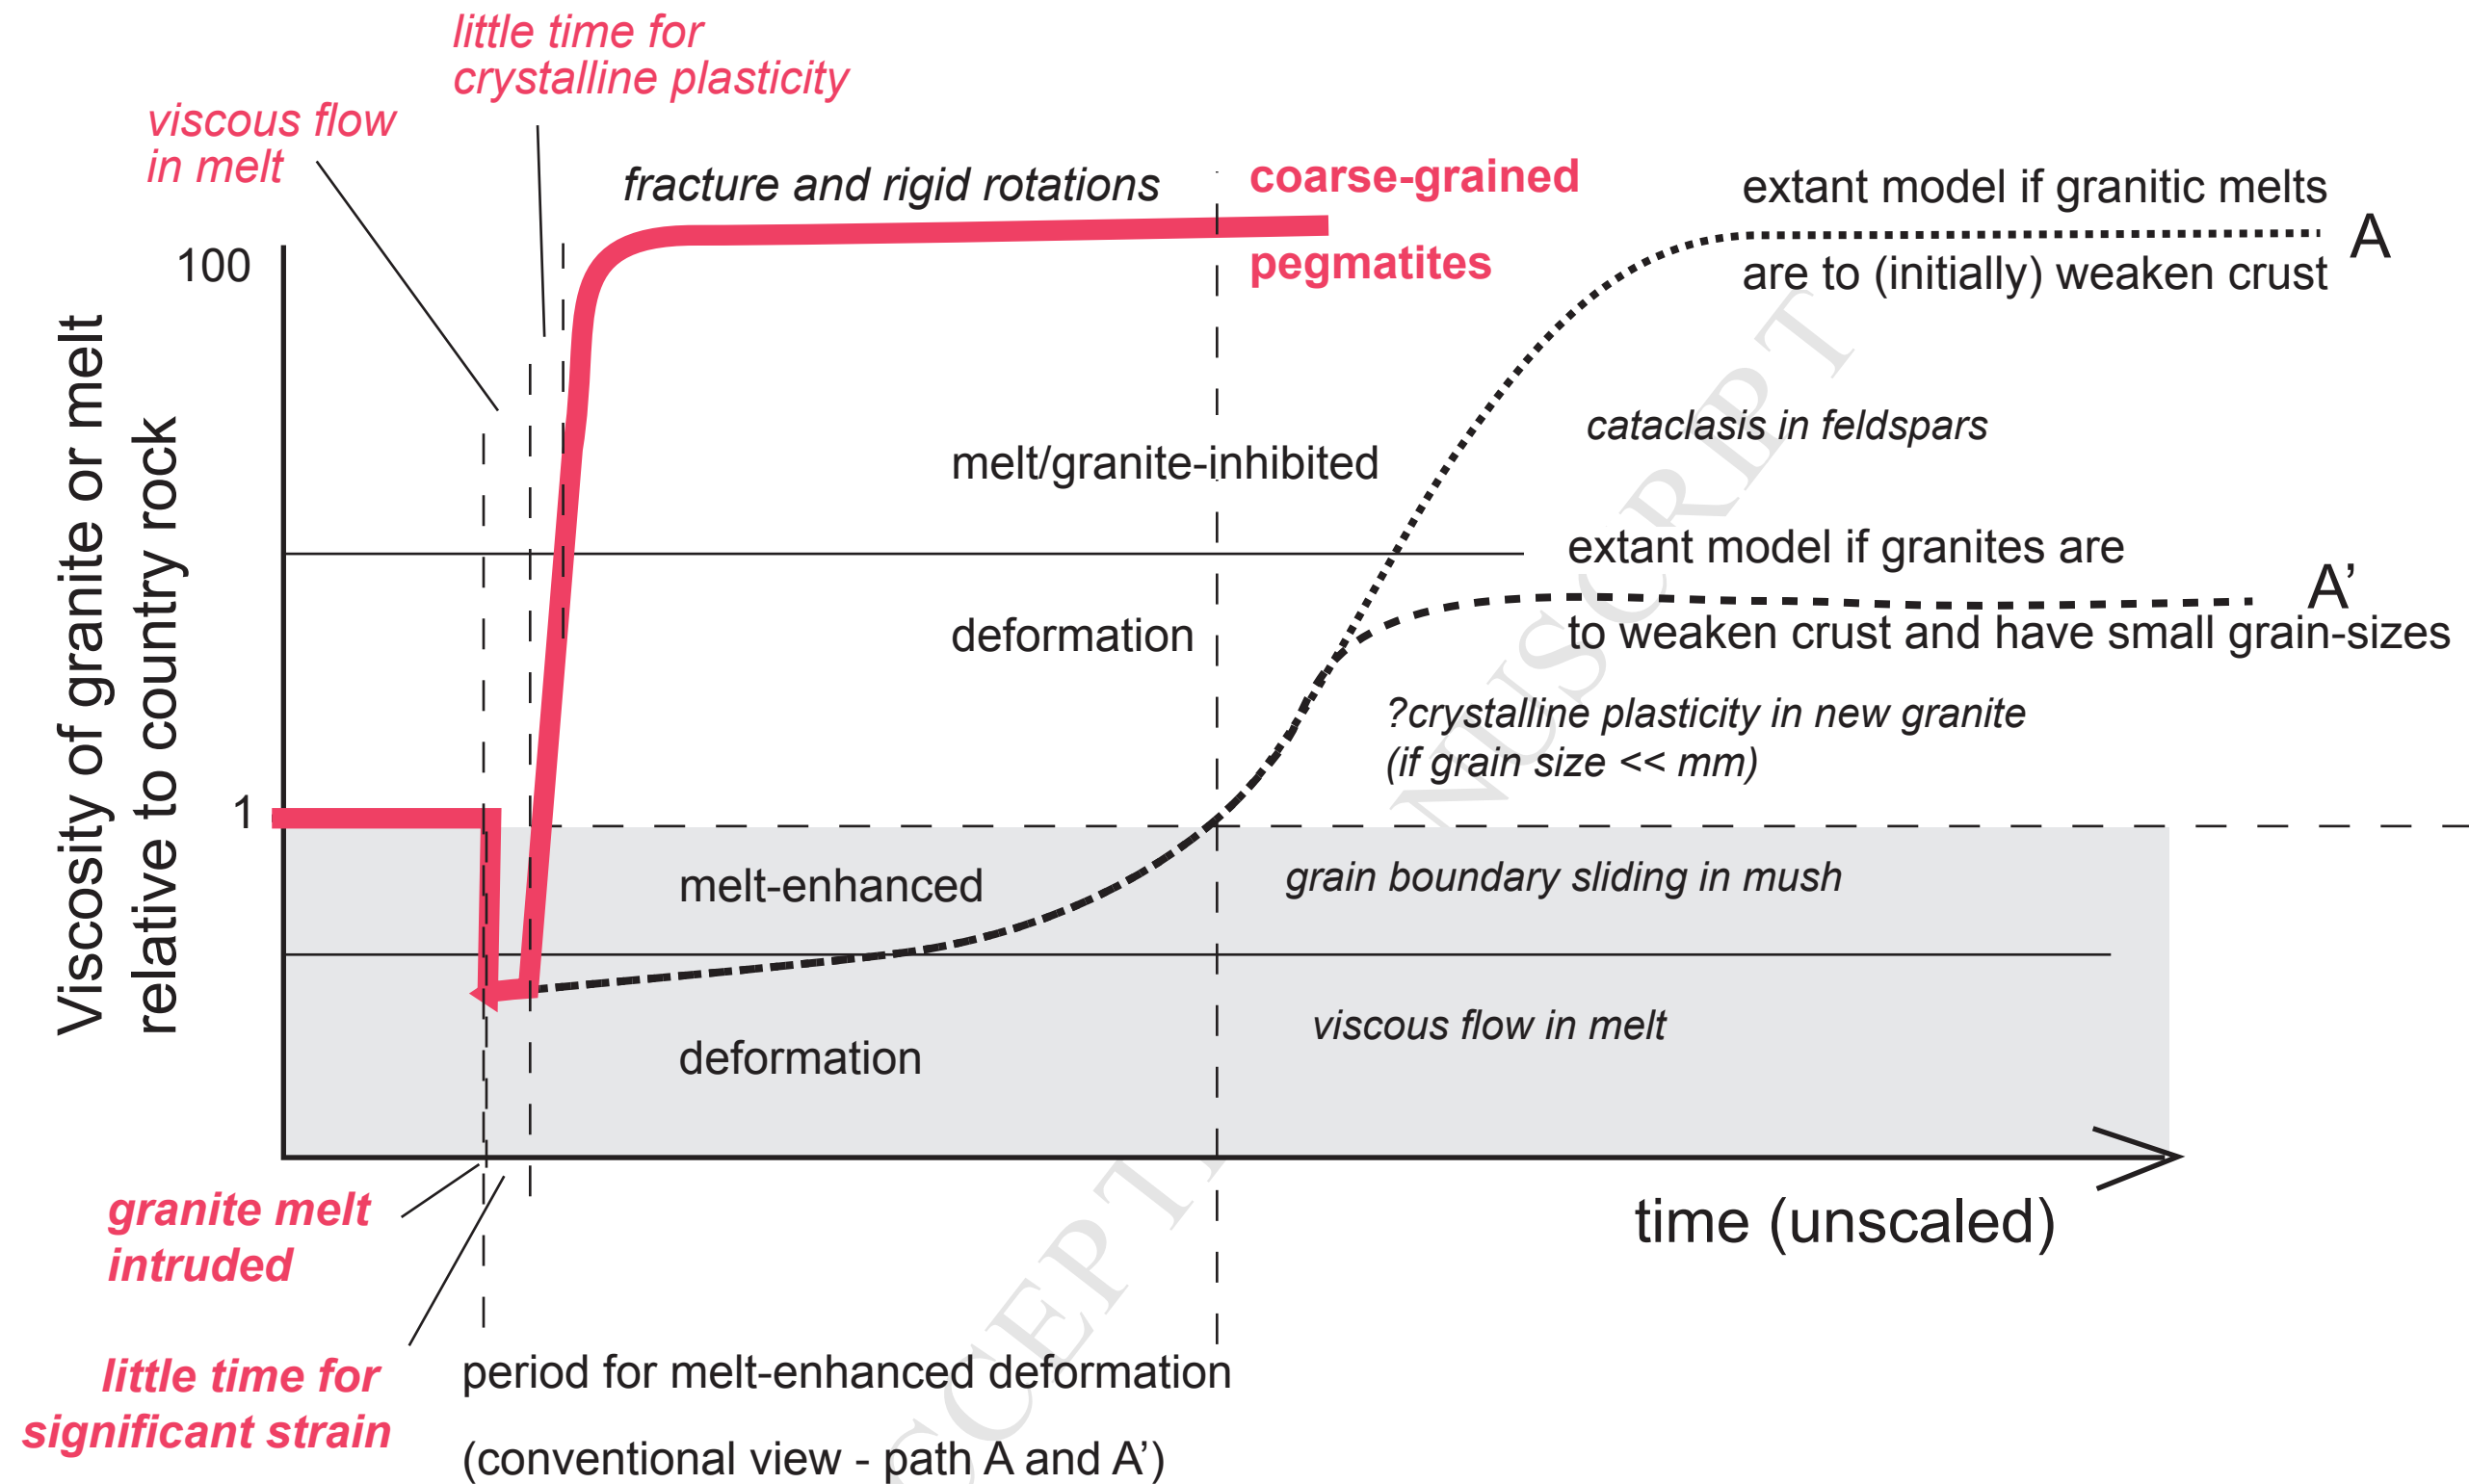 little time for
crystalline plasticity
viscous flow
in melt
fracture and rigid rotations
coarse-grained
pegmatites
extant model if granitic melts
A
are to (initially) weaken crust
100
Viscosity of granite or melt
relative to country rock
cataclasis in feldspars
melt/granite-inhibited
extant model if granites are
A’
deformation
to weaken crust and have small grain-sizes
?crystalline plasticity in new granite
(if grain size << mm)
1
melt-enhanced
grain boundary sliding in mush
viscous flow in melt
deformation
granite melt
intruded
time (unscaled)
little time for
significant strain
period for melt-enhanced deformation
(conventional view - path A and A’)